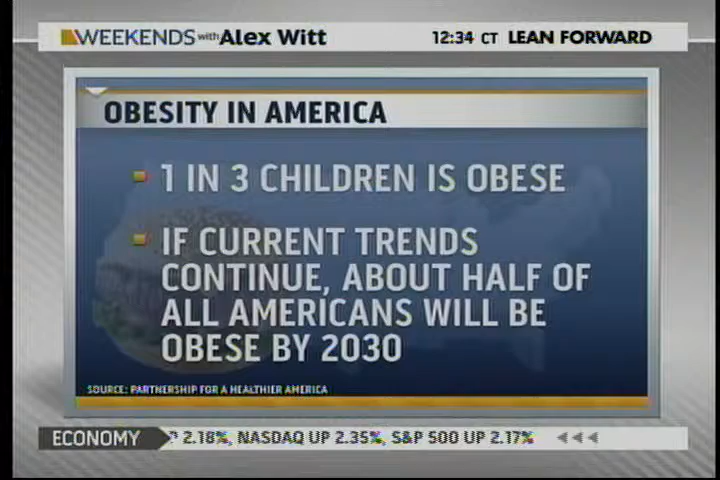 WEEKENDS with Alex Witt
12:34 CT LEAN FORWARD
OBESITY IN AMERICA
1 IN 3 CHILDREN IS OBESE
IF CURRENT TRENDS
CONTINUE, ABOUT HALF OF
ALL AMERICANS WILL BE
OBESE BY 2030
SOURCE: PARTNERSHIP FOR A HEALTHIER AMERICA
ECONOMY
P 2.18%, NASDAQ UP 2.35%, S&P 500 UP 2.17%